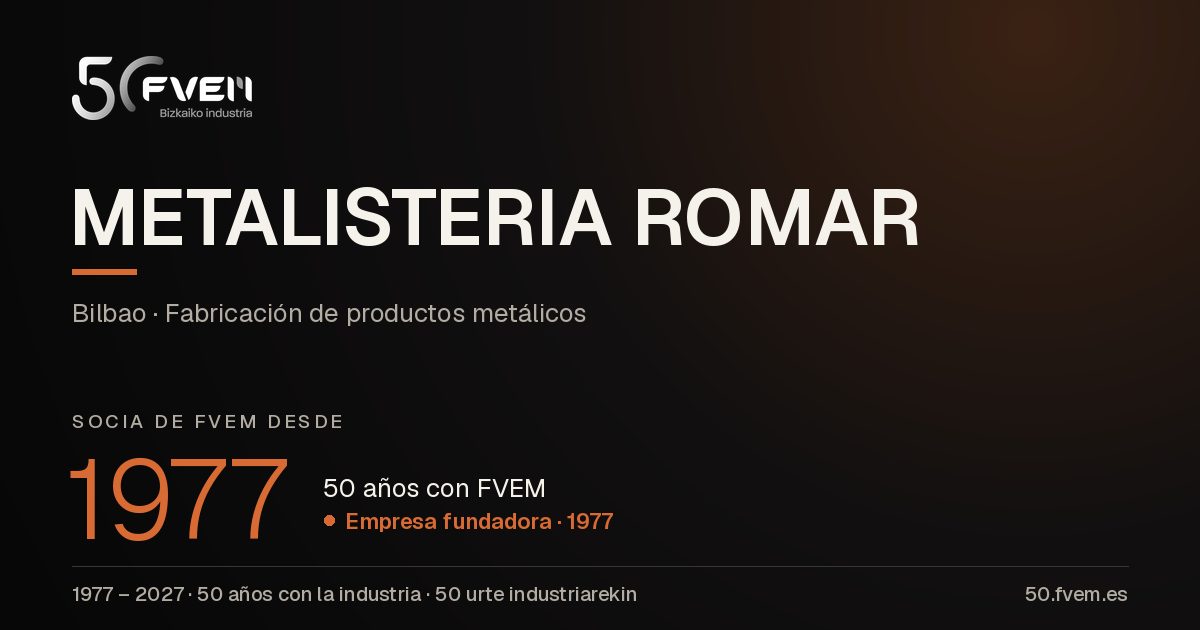 50 FVEM
Bizkaiko industria
METALISTERIA ROMAR
Bilbao · Fabricación de productos metálicos
SOCIA DE FVEM DESDE
1977
50 años con FVEM
Empresa fundadora · 1977
1977 – 2027 · 50 años con la industria · 50 urte industriarekin
50.fvem.es